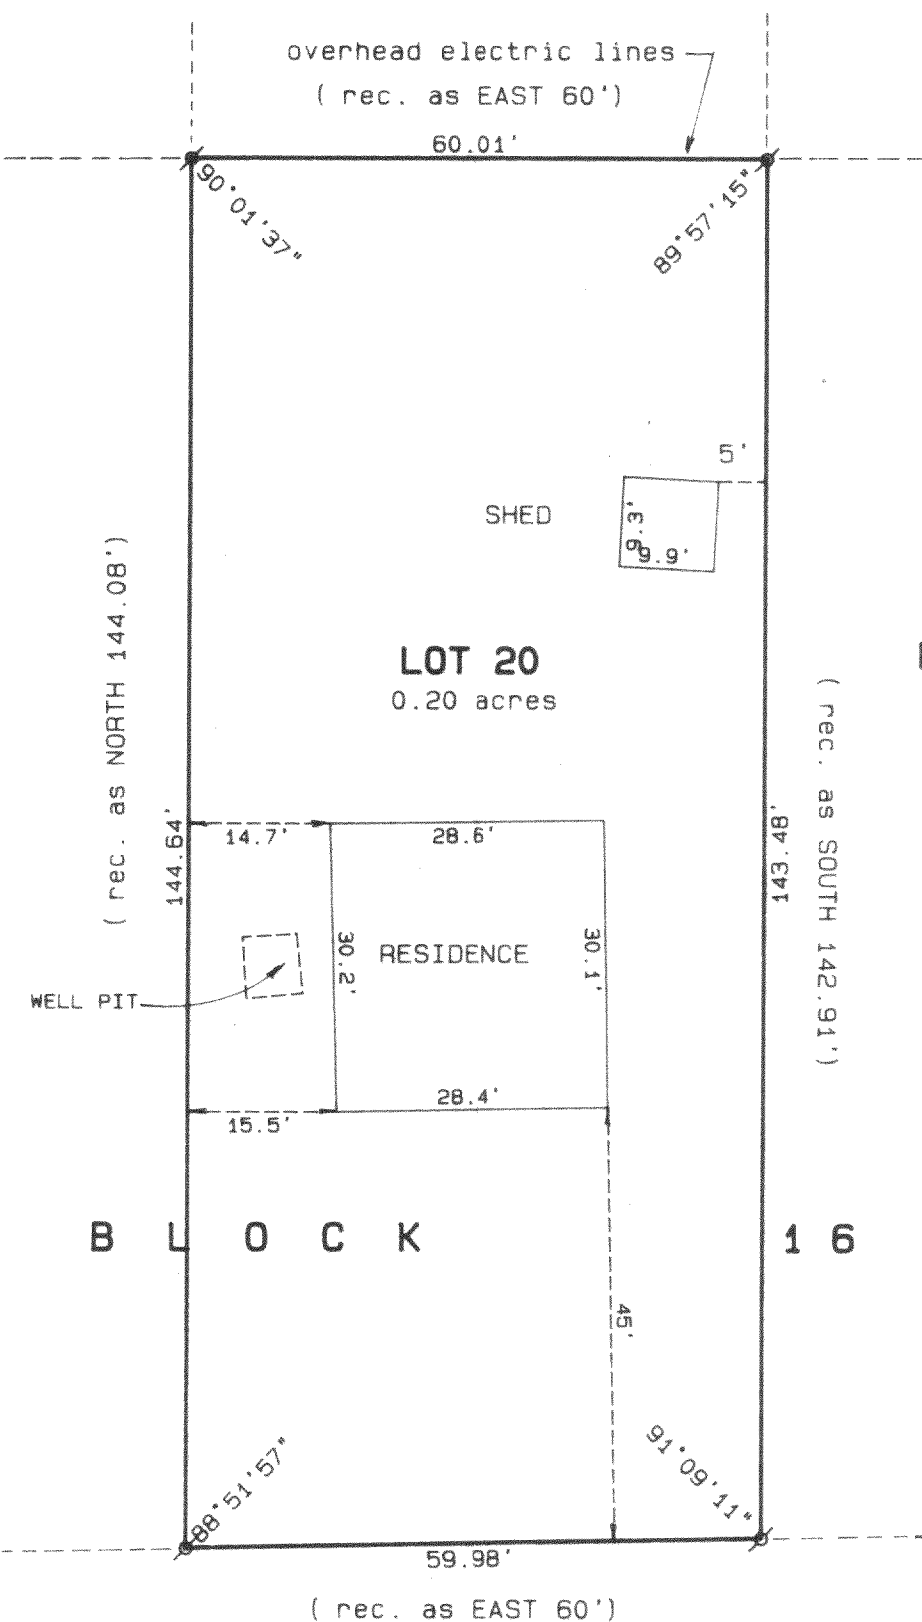 overhead electric lines
( rec. as EAST 60')
60.01'
90°01'37"
89°57'15"
5'
SHED
9.3'
9.9'
( rec. as NORTH 144.08')
LOT 20
0.20 acres
( rec. as SOUTH 142.91')
144.64'
143.48'
14.7'
28.6'
30.2'
RESIDENCE
30.1'
WELL PIT
28.4'
15.5'
BLOCK 16
45'
88°51'57"
91°09'11"
59.98'
( rec. as EAST 60')